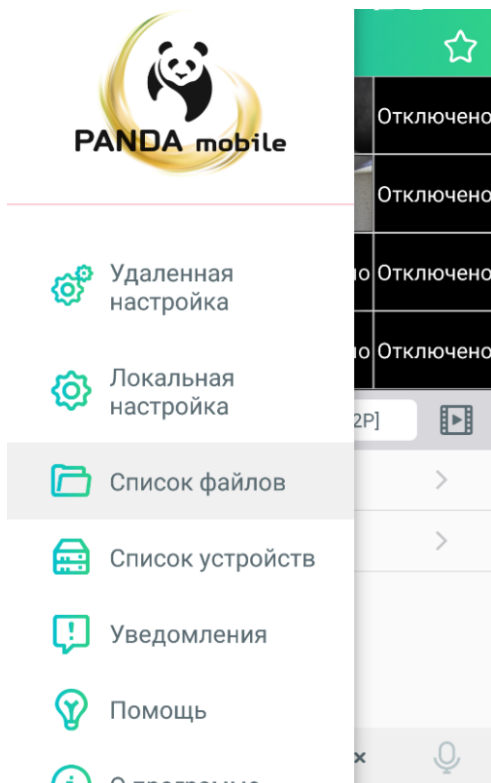 PANDA mobile
Отключено
Отключено
Удаленная
настройка
Отключено
Локальная
настройка
Отключено
2P]
Список файлов
Список устройств
Уведомления
Помощь